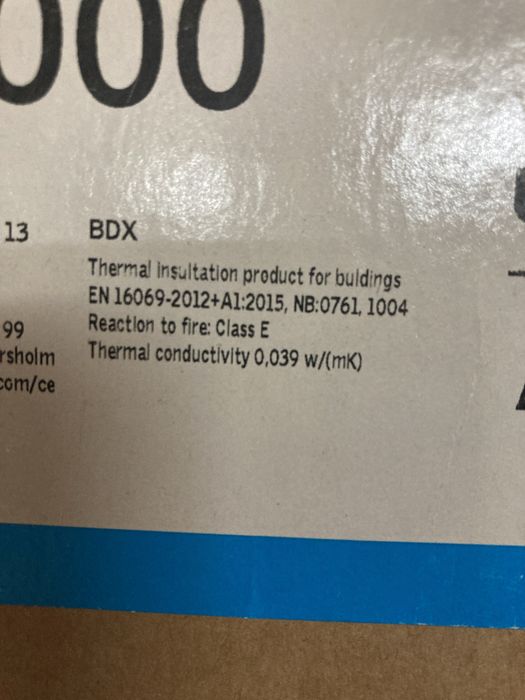 000
13
BDX
Thermal Insultation product for buldings
EN 16069-2012+A1:2015, NB:0761, 1004
99
Reaction to fire: Class E
rsholm
Thermal conductivity 0,039 w/(mK)
com/ce